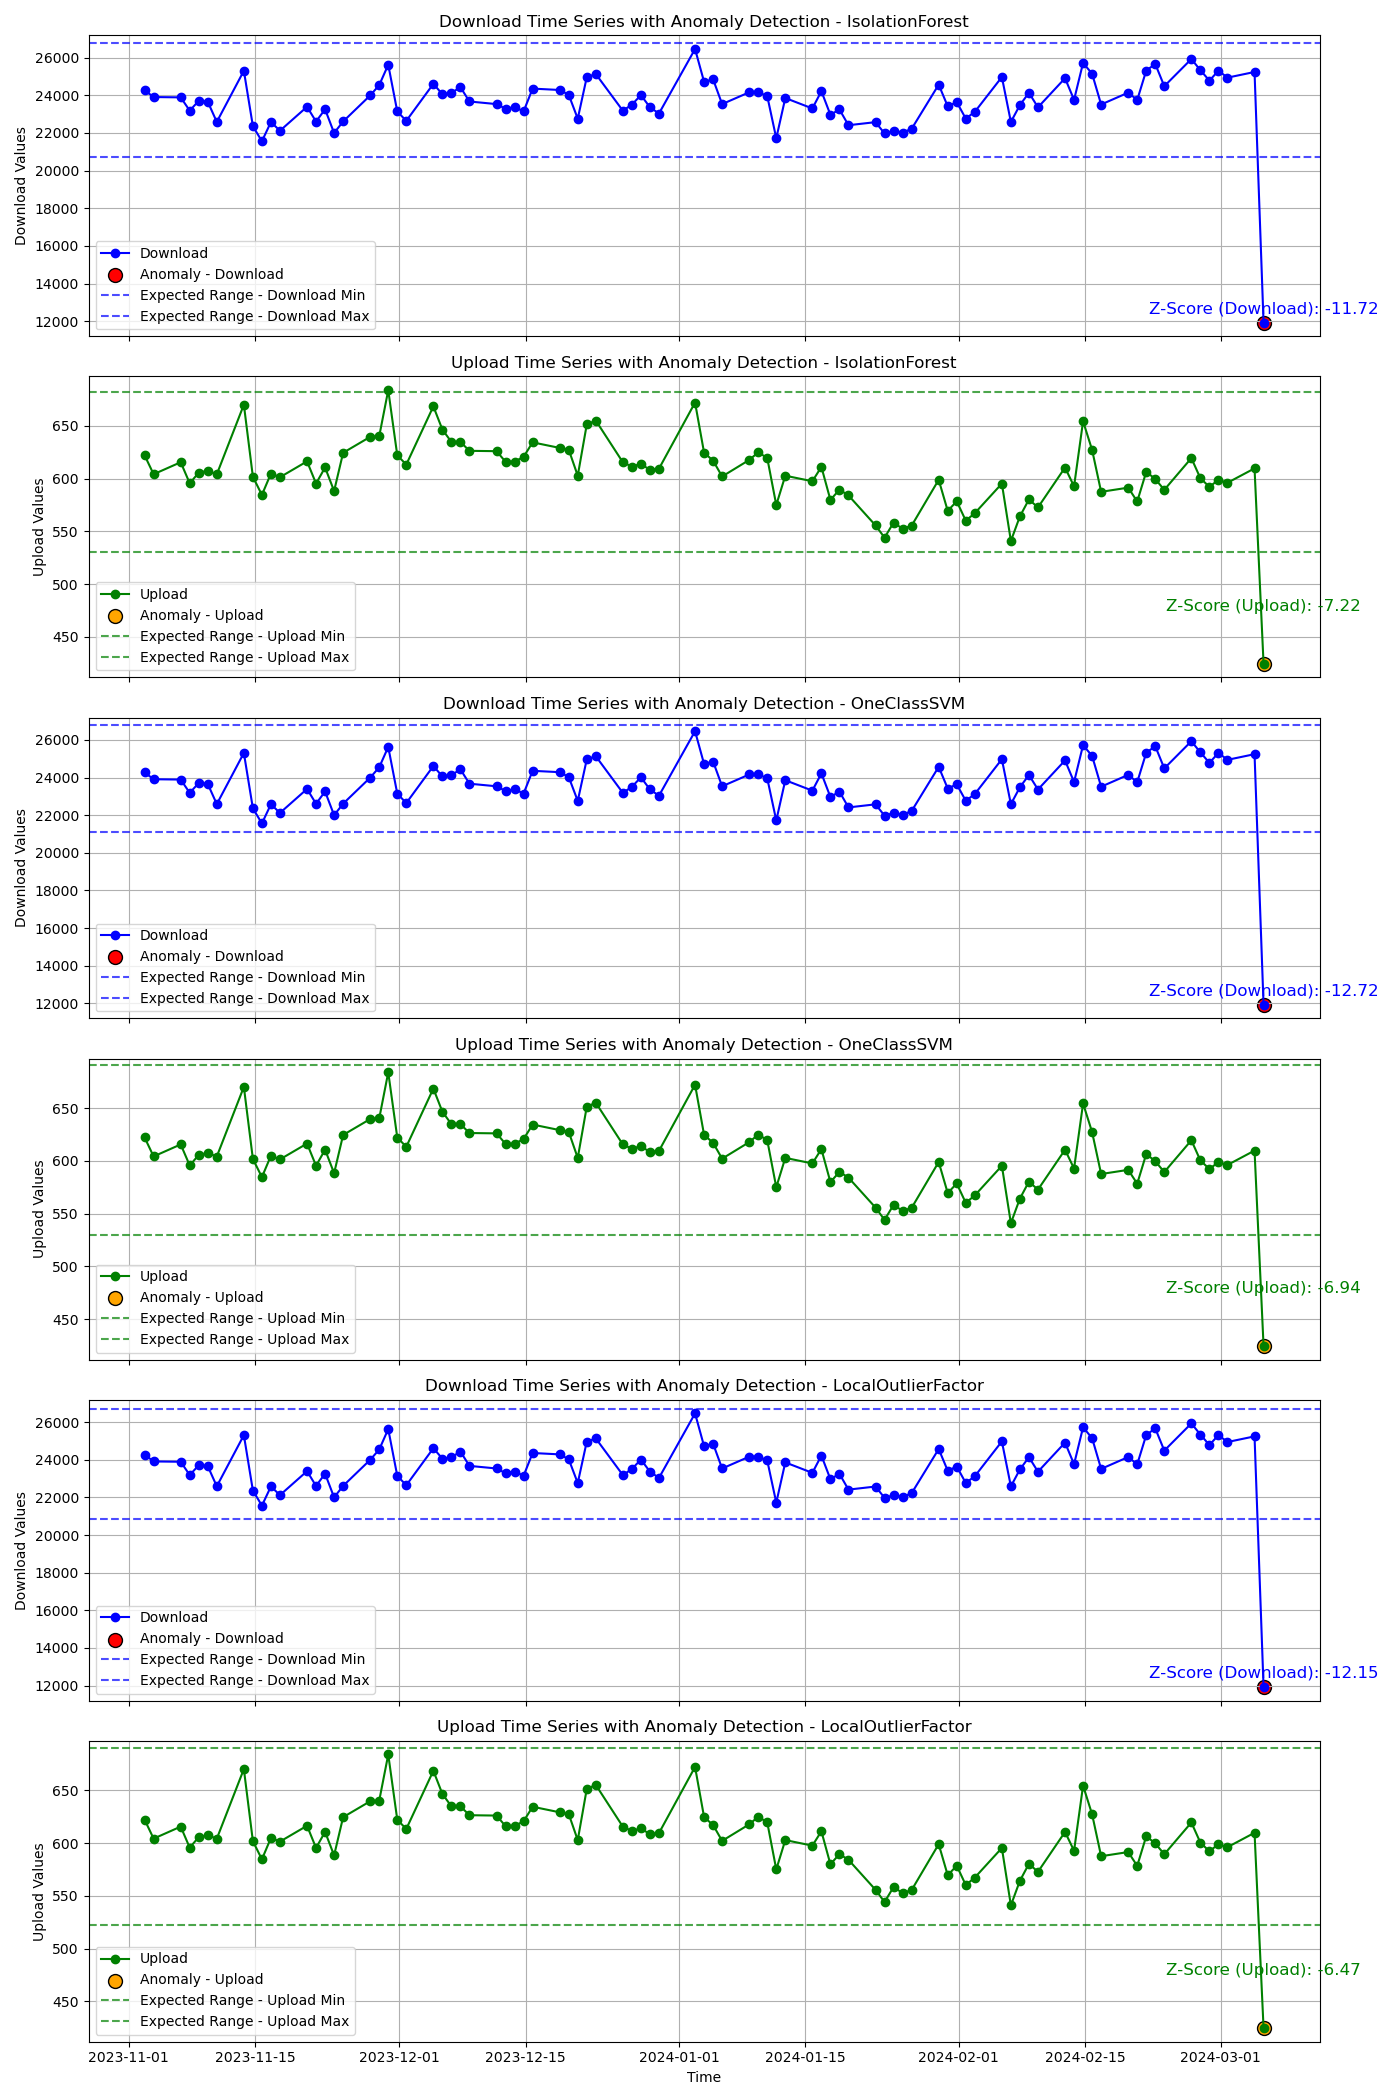 Download Time Series with Anomaly Detection - IsolationForest
26000
24000
22000
20000
18000
16000
14000
12000
Download Values
Download
Anomaly - Download
Expected Range - Download Min
Expected Range - Download Max
Z-Score (Download): -11.72
Upload Time Series with Anomaly Detection - IsolationForest
650
600
550
500
450
Upload Values
Upload
Anomaly - Upload
Expected Range - Upload Min
Expected Range - Upload Max
Z-Score (Upload): -7.22
Download Time Series with Anomaly Detection - OneClassSVM
26000
24000
22000
20000
18000
16000
14000
12000
Download Values
Download
Anomaly - Download
Expected Range - Download Min
Expected Range - Download Max
Z-Score (Download): -12.72
Upload Time Series with Anomaly Detection - OneClassSVM
650
600
550
500
450
Upload Values
Upload
Anomaly - Upload
Expected Range - Upload Min
Expected Range - Upload Max
Z-Score (Upload): -6.94
Download Time Series with Anomaly Detection - LocalOutlierFactor
26000
24000
22000
20000
18000
16000
14000
12000
Download Values
Download
Anomaly - Download
Expected Range - Download Min
Expected Range - Download Max
Z-Score (Download): -12.15
Upload Time Series with Anomaly Detection - LocalOutlierFactor
650
600
550
500
450
Upload Values
Upload
Anomaly - Upload
Expected Range - Upload Min
Expected Range - Upload Max
Z-Score (Upload): -6.47
2023-11-01 2023-11-15 2023-12-01 2023-12-15 2024-01-01 2024-01-15 2024-02-01 2024-02-15 2024-03-01
Time